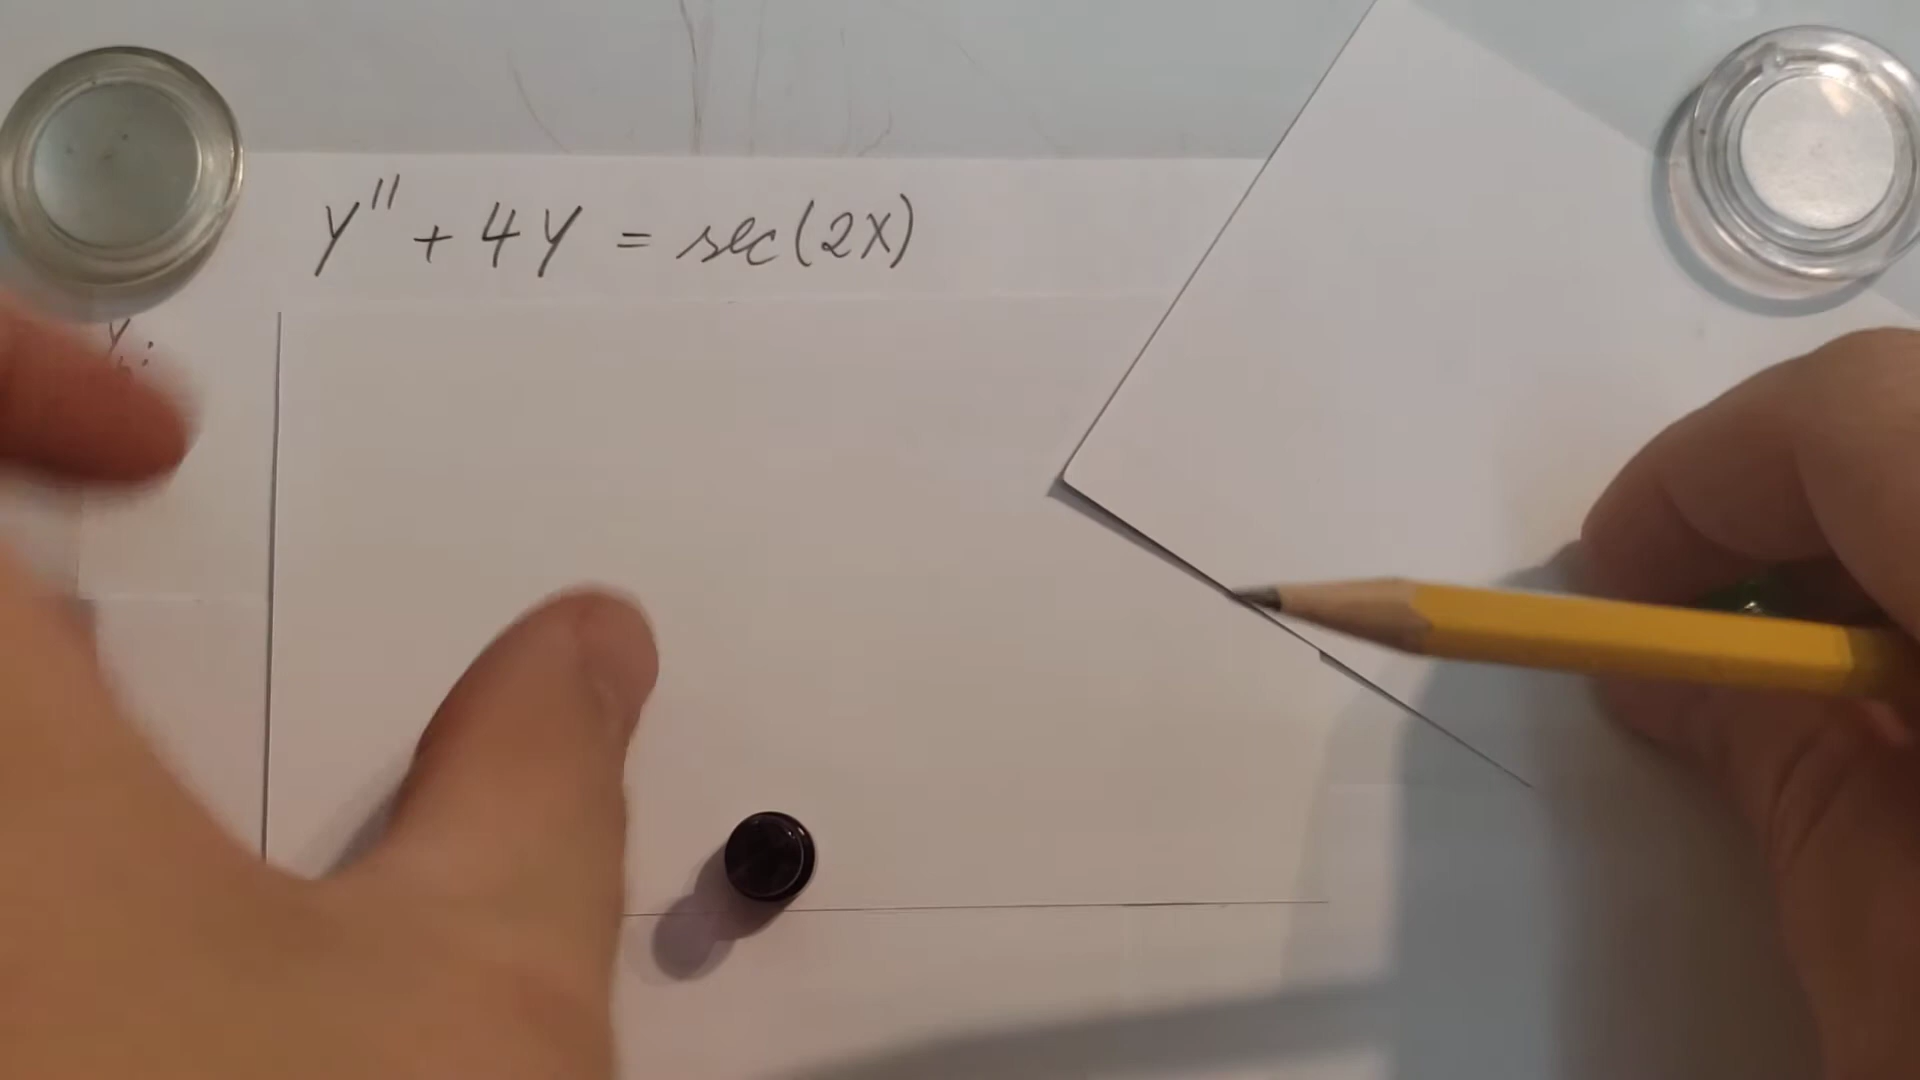 y'' + 4y = sec(2x)
y